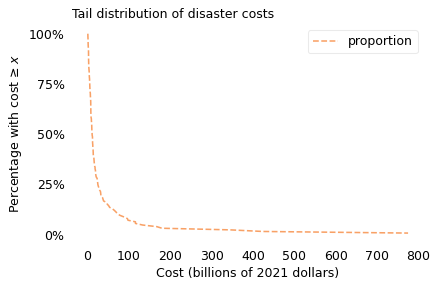 Tail distribution of disaster costs
proportion
100%
75%
50%
25%
0%
Percentage with cost ≥ x
0 100 200 300 400 500 600 700 800
Cost (billions of 2021 dollars)